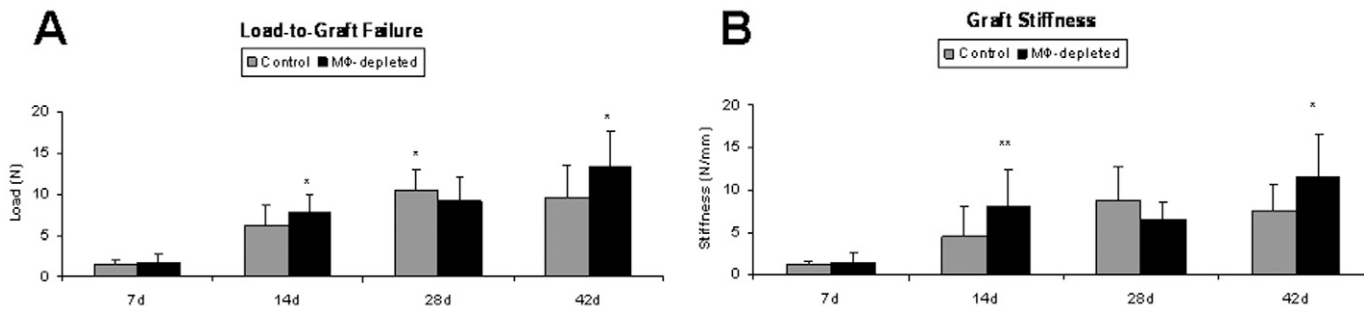 A
Load-to-Graft Failure
Control MΦ-depleted
20
15
10
5
0
Load (N)
* * *
7d 14d 28d 42d
B
Graft Stiffness
Control MΦ-depleted
20
15
10
5
0
Stiffness (N/mm)
** *
7d 14d 28d 42d